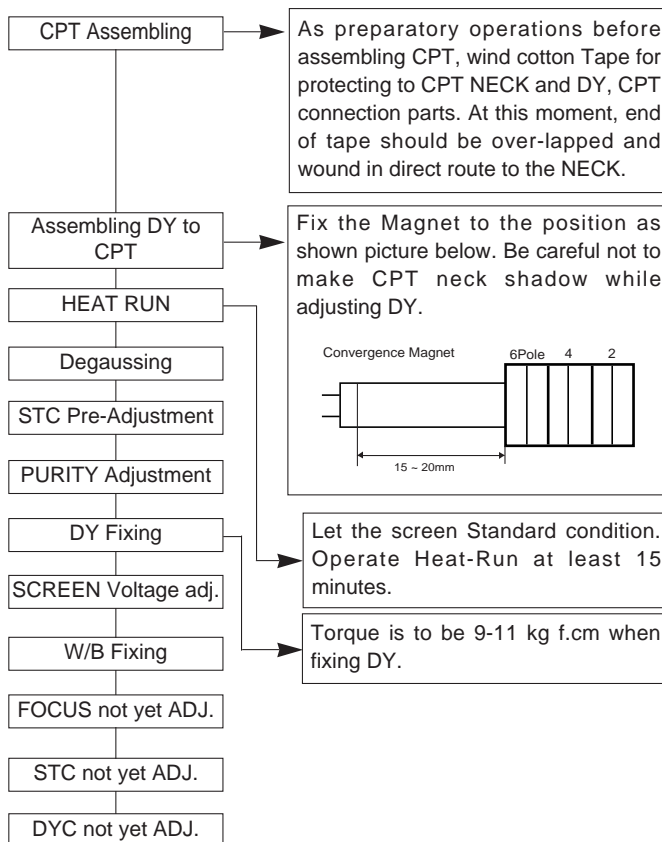 CPT Assembling
As preparatory operations before
assembling CPT, wind cotton Tape for
protecting to CPT NECK and DY, CPT
connection parts. At this moment, end
of tape should be over-lapped and
wound in direct route to the NECK.
Assembling DY to
CPT
Fix the Magnet to the position as
shown picture below. Be careful not to
make CPT neck shadow while
adjusting DY.
Convergence Magnet
6Pole 4 2
15 ~ 20mm
HEAT RUN
Degaussing
STC Pre-Adjustment
PURITY Adjustment
DY Fixing
Let the screen Standard condition.
Operate Heat-Run at least 15
minutes.
SCREEN Voltage adj.
Torque is to be 9-11 kg f.cm when
fixing DY.
W/B Fixing
FOCUS not yet ADJ.
STC not yet ADJ.
DYC not yet ADJ.